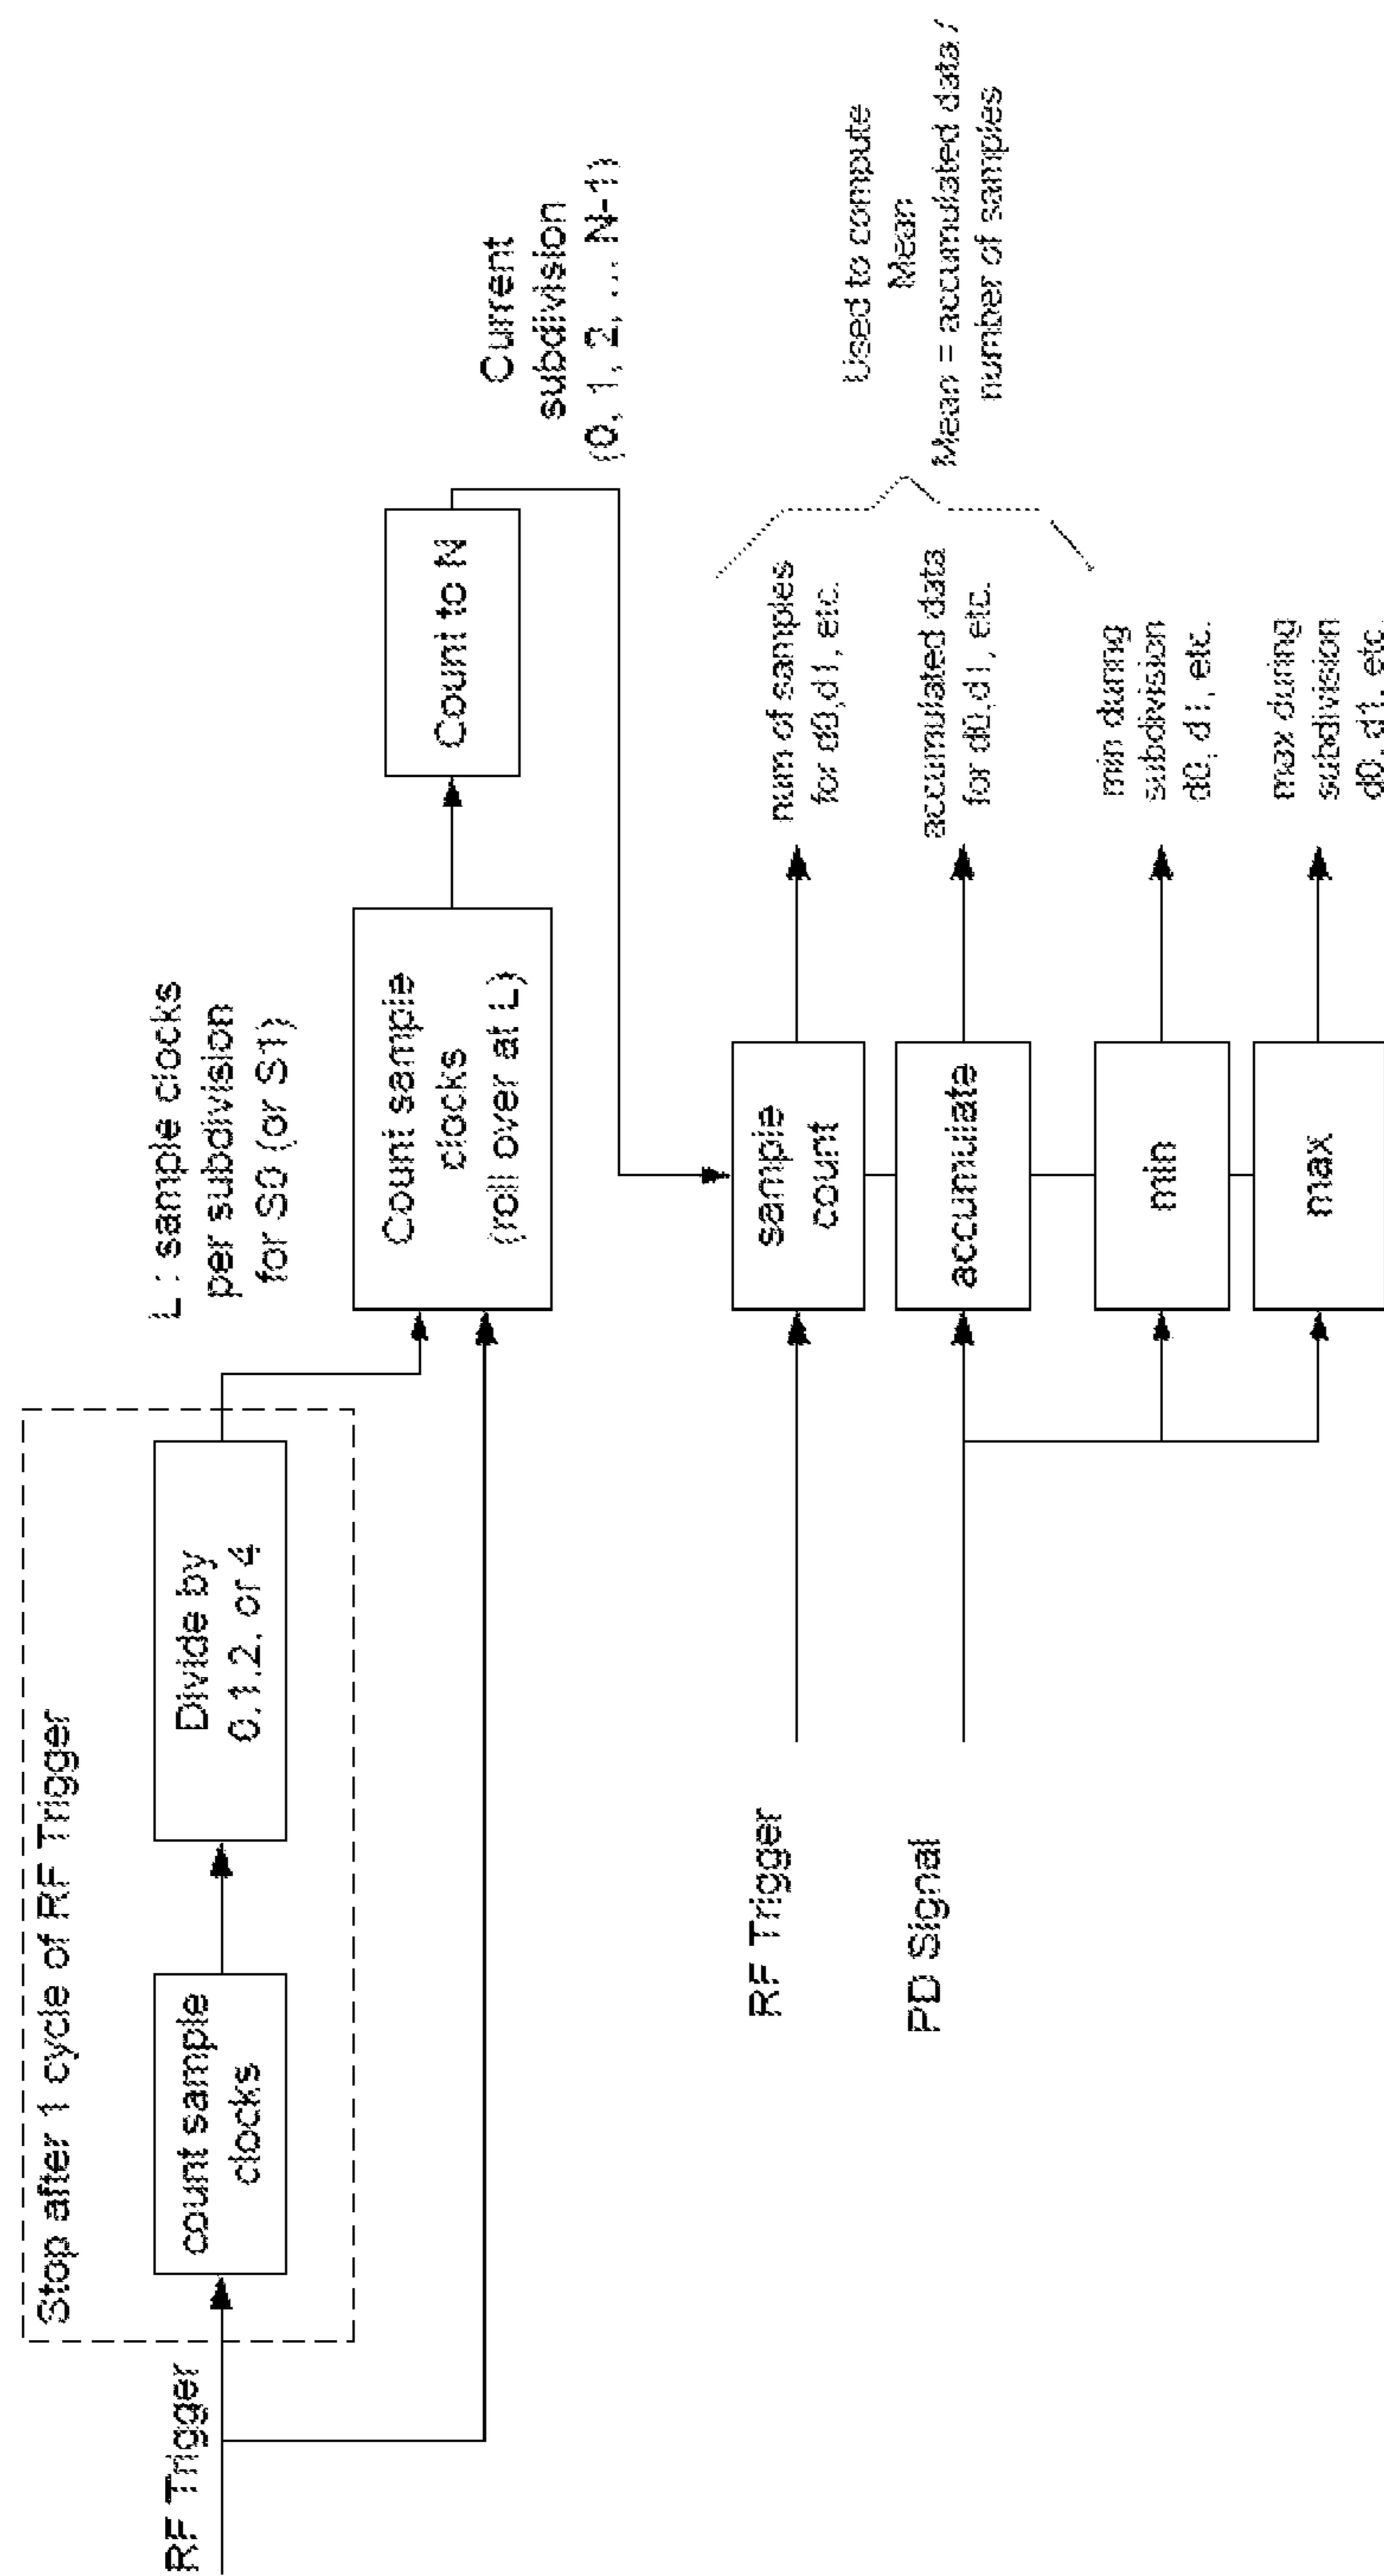 Stop after 1 cycle of RF Trigger
RF Trigger
count sample
clocks
Divide by
0,1,2, or 4
L : sample clocks
per subdivision
for S0 (or S1)
Count sample
clocks
(roll over at L)
Count to N
Current
subdivision
(0, 1, 2, ... N-1)
RF Trigger
PD Signal
sample
count
accumulate
min
max
num of samples
for d0,d1, etc.
accumulated data
for d0,d1, etc.
min during
subdivision
d0, d1, etc.
max during
subdivision
d0, d1, etc.
Used to compute
Mean
Mean = accumulated data /
number of samples